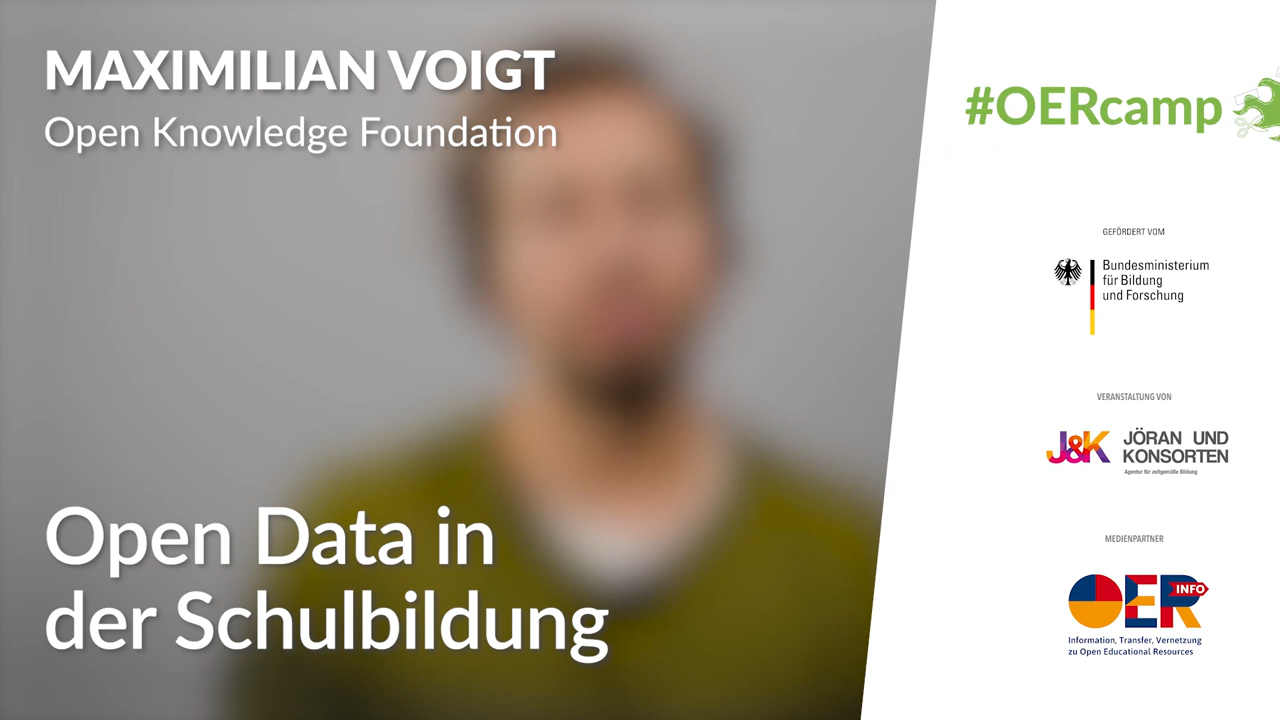 MAXIMILIAN VOIGT
Open Knowledge Foundation
Open Data in
der Schulbildung
#OERcamp
GEFÖRDERT VOM
Bundesministerium
für Bildung
und Forschung
VERANSTALTUNG VON
J&K
JÖRAN UND
KONSORTEN
Agentur für zeitgemäße Bildung
MEDIENPARTNER
OER
INFO
Information, Transfer, Vernetzung
zu Open Educational Resources